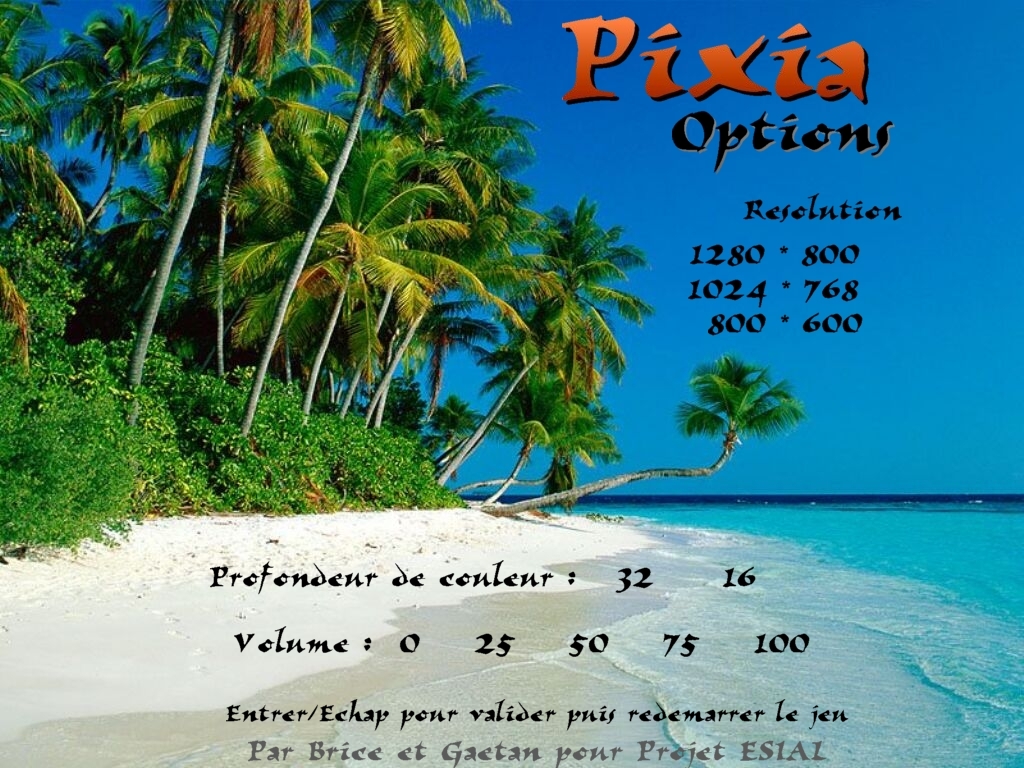 Pixia
Options
Resolution
1280 * 800
1024 * 768
800 * 600
Profondeur de couleur : 32 16
Volume : 0 25 50 75 100
Entrer/Echap pour valider puis redemarrer le jeu
Par Brice et Gaetan pour Projet ESIAL